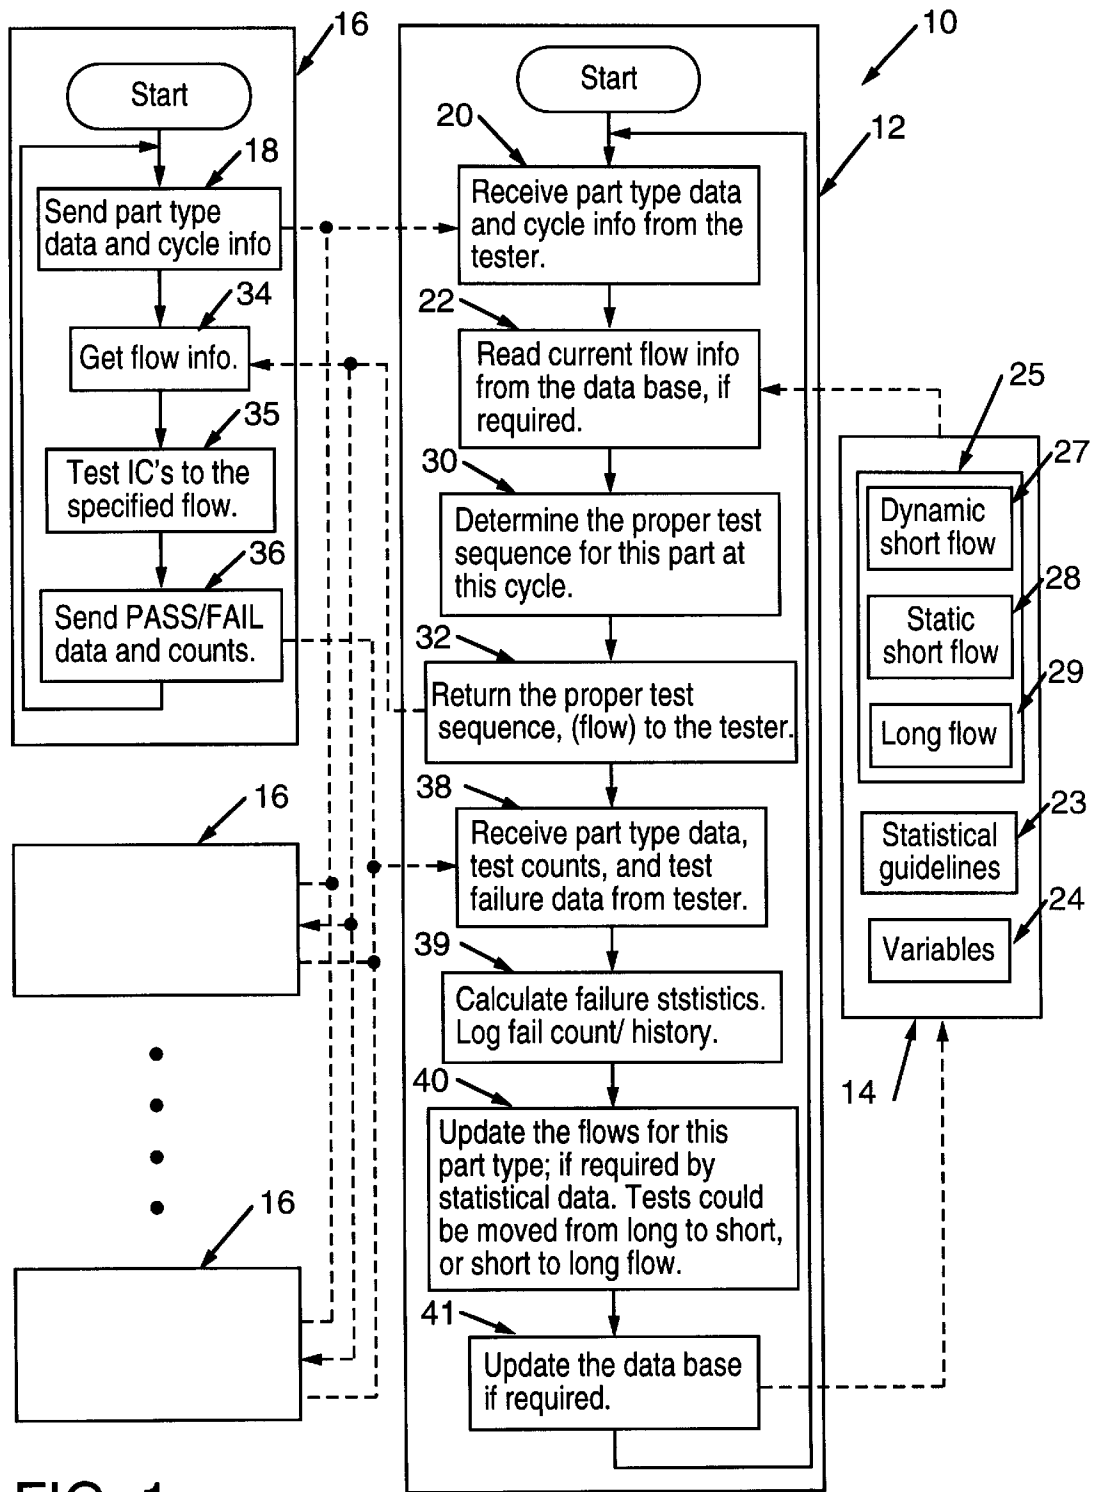 16
Start
18
Send part type
data and cycle info
34
Get flow info.
35
Test IC's to the
specified flow.
36
Send PASS/FAIL
data and counts.
16
16
10
12
Start
20
Receive part type data
and cycle info from the
tester.
22
Read current flow info
from the data base, if
required.
30
Determine the proper test
sequence for this part at
this cycle.
32
Return the proper test
sequence, (flow) to the tester.
38
Receive part type data,
test counts, and test
failure data from tester.
39
Calculate failure ststistics.
Log fail count/ history.
40
Update the flows for this
part type; if required by
statistical data. Tests could
be moved from long to short,
or short to long flow.
41
Update the data base
if required.
25
27
Dynamic
short flow
28
Static
short flow
29
Long flow
23
Statistical
guidelines
24
Variables
14
FIG. 1